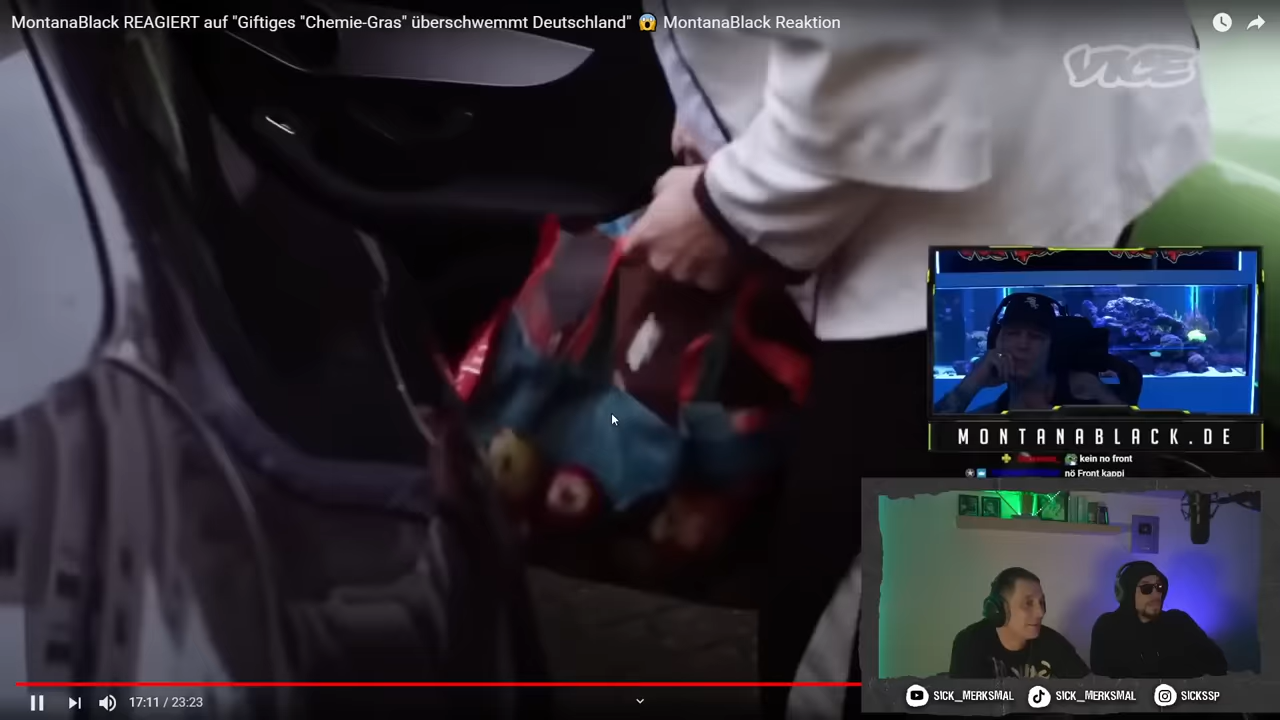 MontanaBlack REAGIERT auf "Giftiges "Chemie-Gras" überschwemmt Deutschland" 😱 MontanaBlack Reaktion
VICE
MONTANABLACK.DE
kein no front
nö Front kappi
SICK_MERKSMAL
SICK_MERKSMAL
SICKSSP
17:11 / 23:23